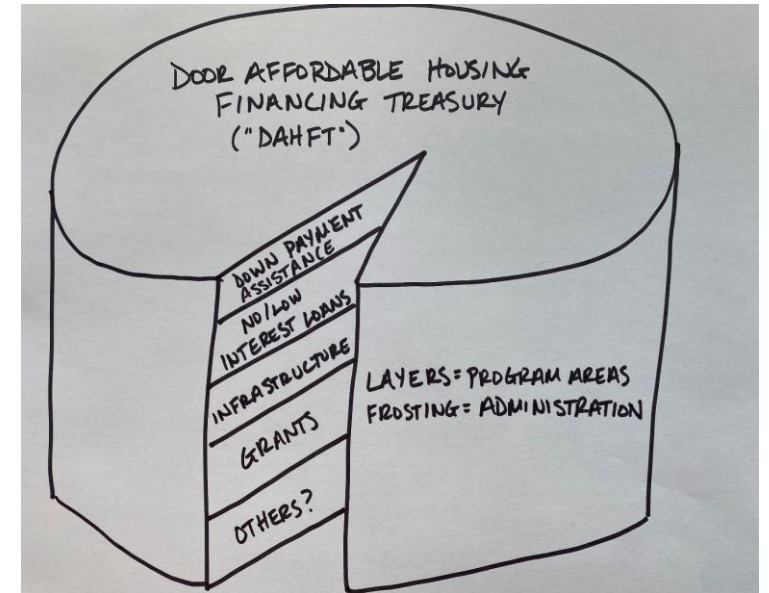 DOOR AFFORDABLE HOUSING
FINANCING TREASURY
("DAHFT")
DOWN PAYMENT
ASSISTANCE
NO/LOW
INTEREST LOANS
INFRASTRUCTURE
GRANTS
OTHERS?
LAYERS = PROGRAM AREAS
FROSTING = ADMINISTRATION